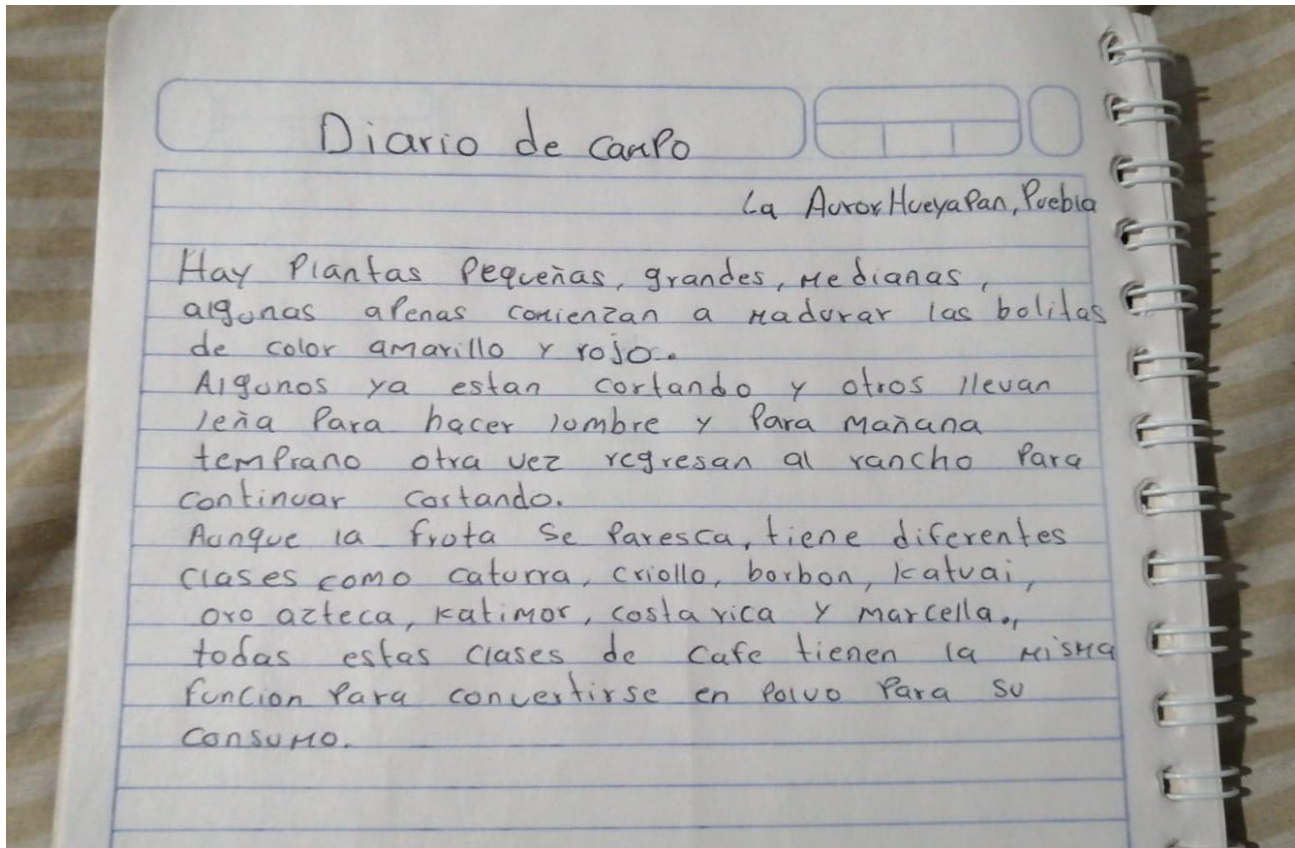 Diario de campo
La Auror Hueyapan, Puebla
Hay Plantas Pequeñas, grandes, Medianas,
algunas apenas comienzan a madurar las bolitas
de color amarillo y rojo.
Algunos ya estan cortando y otros llevan
leña Para hacer lumbre y Para mañana
temprano otra vez regresan al rancho Para
continuar cortando.
Aunque la fruta se Paresca, tiene diferentes
clases como caturra, criollo, borbon, katuai,
oro azteca, katimor, costa rica y marcella.,
todas estas clases de cafe tienen la misma
funcion Para convertirse en Polvo Para su
consumo.